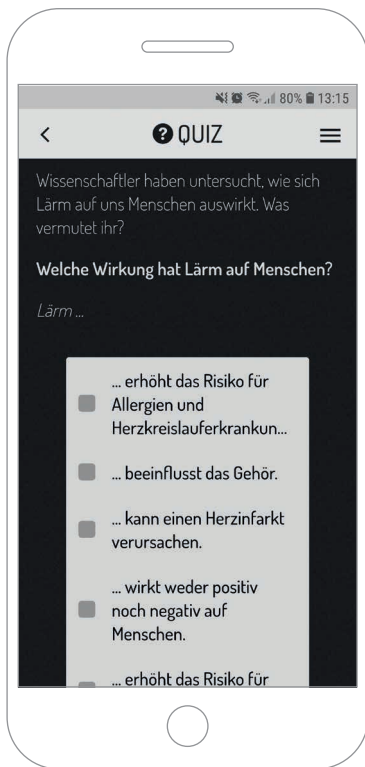 80% 13:15
? QUIZ
Wissenschaftler haben untersucht, wie sich
Lärm auf uns Menschen auswirkt. Was
vermutet ihr?
Welche Wirkung hat Lärm auf Menschen?
Lärm ...
... erhöht das Risiko für
Allergien und
Herzkreislauferkrankun...
... beeinflusst das Gehör.
... kann einen Herzinfarkt
verursachen.
... wirkt weder positiv
noch negativ auf
Menschen.
... erhöht das Risiko für